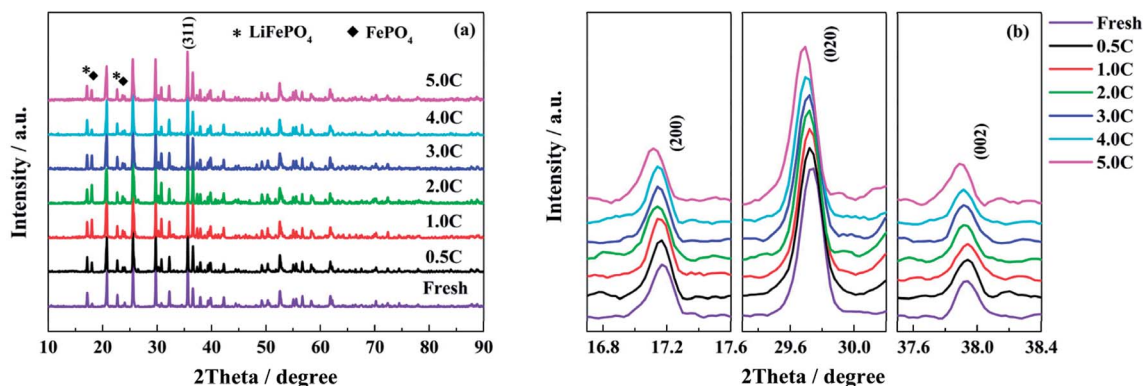 * LiFePO4 ◆ FePO4 (a)
(311)
* ◆ * ◆
5.0C
4.0C
3.0C
2.0C
1.0C
0.5C
Fresh
Intensity / a.u.
10 20 30 40 50 60 70 80 90
2Theta / degree
(b)
(200)
(020)
(002)
Intensity / a.u.
16.8 17.2 17.6 29.6 30.0 37.6 38.0 38.4
2Theta / degree
Fresh
0.5C
1.0C
2.0C
3.0C
4.0C
5.0C